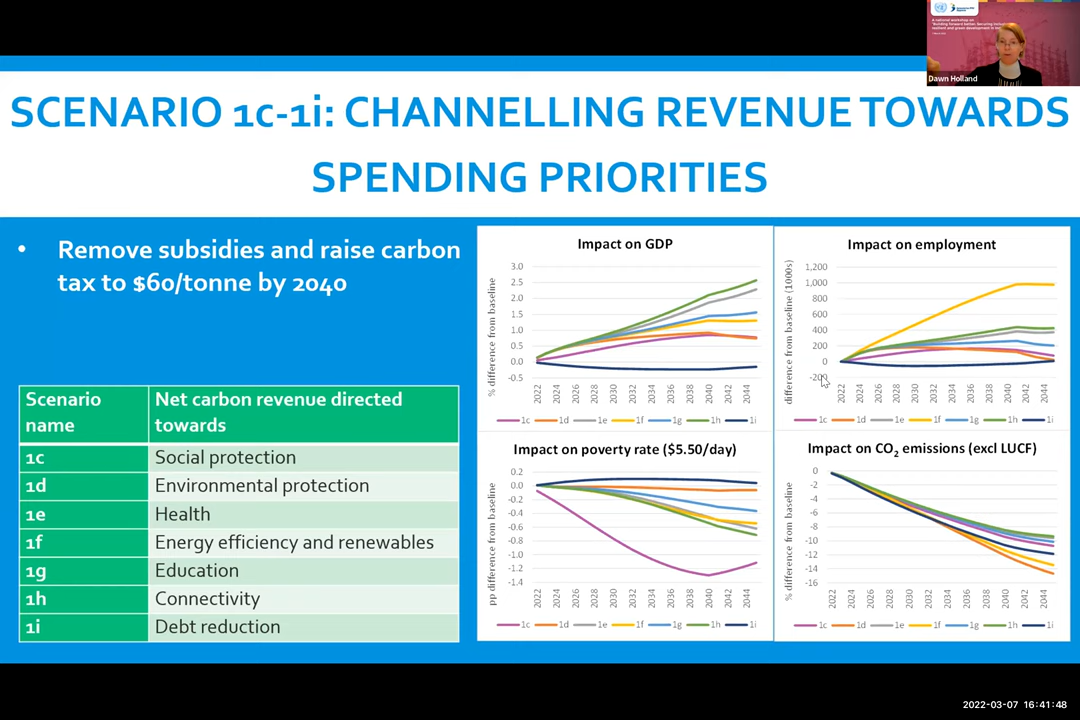 Dawn Holland
SCENARIO 1c-1i: CHANNELLING REVENUE TOWARDS
SPENDING PRIORITIES
• Remove subsidies and raise carbon
tax to $60/tonne by 2040
Scenario name
Net carbon revenue directed towards
1c Social protection
1d Environmental protection
1e Health
1f Energy efficiency and renewables
1g Education
1h Connectivity
1i Debt reduction
Impact on GDP
% difference from baseline
3.0
2.5
2.0
1.5
1.0
0.5
0.0
-0.5
2022 2024 2026 2028 2030 2032 2034 2036 2038 2040 2042 2044
1c 1d 1e 1f 1g 1h 1i
Impact on employment
difference from baseline (1000s)
1,200
1,000
800
600
400
200
0
-200
2022 2024 2026 2028 2030 2032 2034 2036 2038 2040 2042 2044
1c 1d 1e 1f 1g 1h 1i
Impact on poverty rate ($5.50/day)
pp difference from baseline
0.2
0.0
-0.2
-0.4
-0.6
-0.8
-1.0
-1.2
-1.4
2022 2024 2026 2028 2030 2032 2034 2036 2038 2040 2042 2044
1c 1d 1e 1f 1g 1h 1i
Impact on CO₂ emissions (excl LUCF)
% difference from baseline
0
-2
-4
-6
-8
-10
-12
-14
-16
2022 2024 2026 2028 2030 2032 2034 2036 2038 2040 2042 2044
1c 1d 1e 1f 1g 1h 1i
2022-03-07 16:41:48